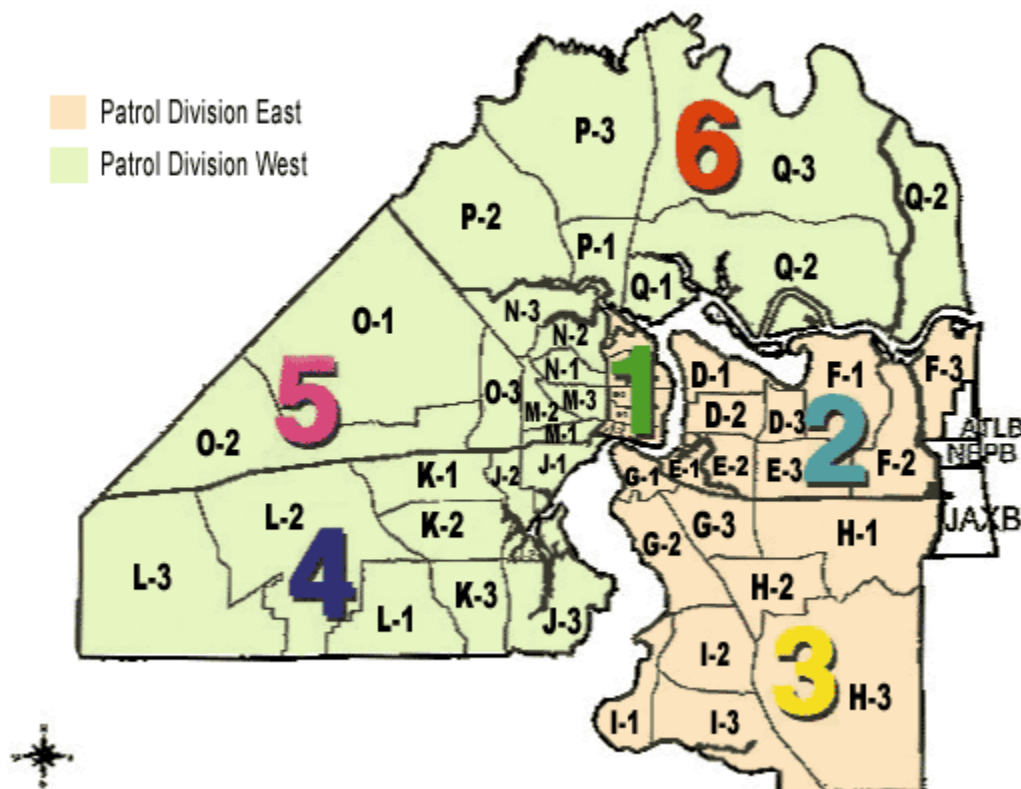 Patrol Division East
Patrol Division West
6
P-3
Q-3
Q-2
P-2
P-1
Q-2
Q-1
N-3
O-1
N-2
1
F-3
5
N-1
D-1
F-1
O-3
M-3
M-2
D-2
D-3
2
M-1
O-2
ATLB
NBPB
K-1
J-2
J-1
G-1
E-1
E-2
E-3
F-2
L-2
K-2
G-3
H-1
JAXB
G-2
L-3
4
K-3
H-2
L-1
J-3
I-2
3
H-3
I-1
I-3